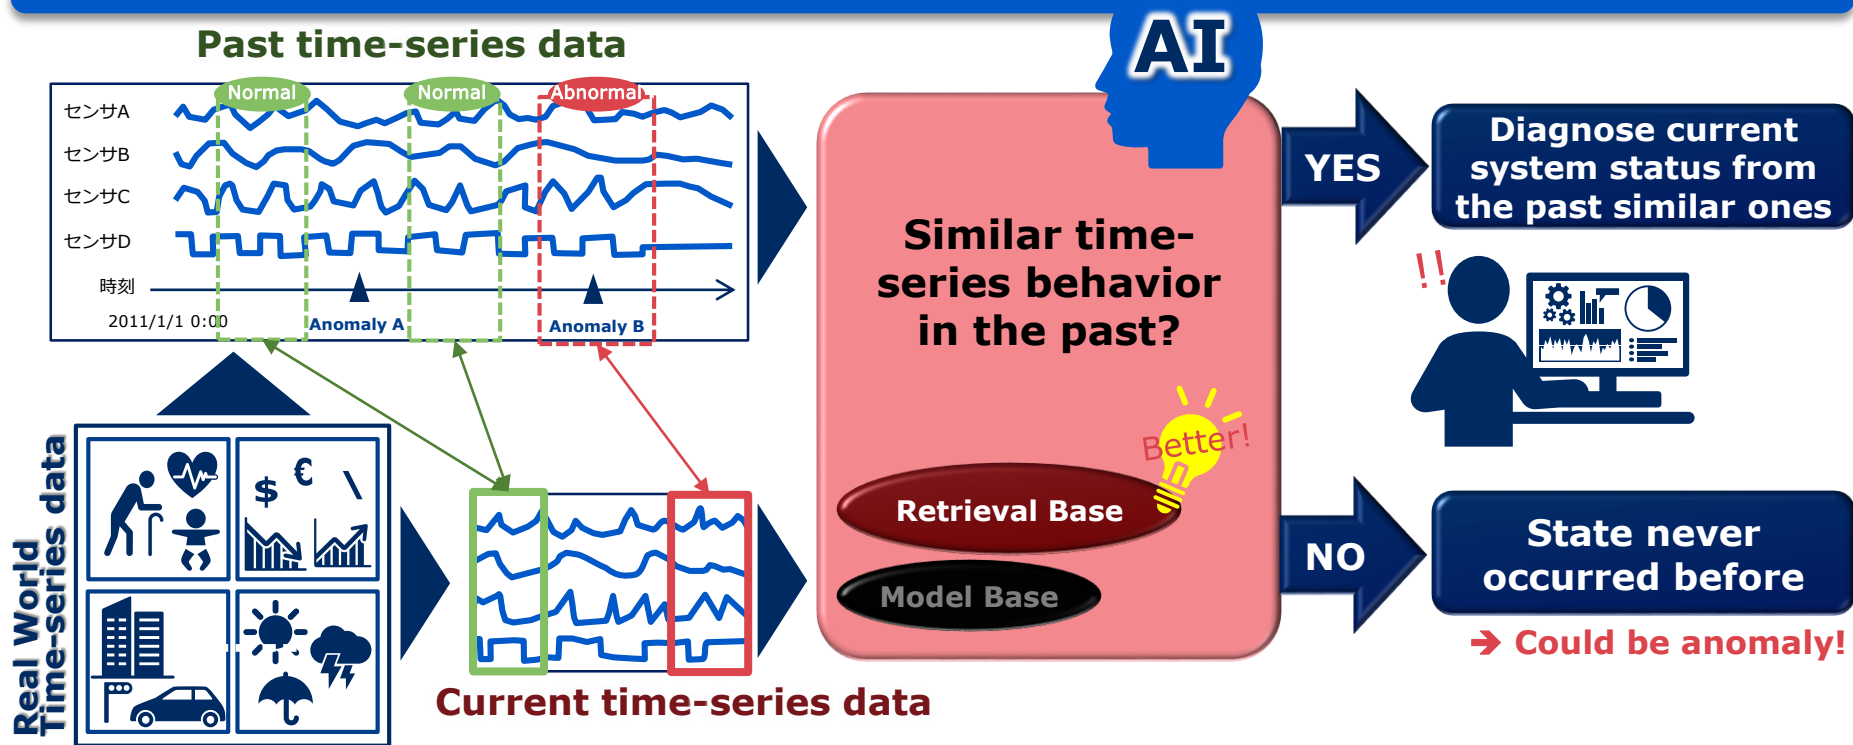 Past time-series data
AI
Normal
Normal
Abnormal
センサA
センサB
センサC
センサD
時刻
2011/1/1 0:00
Anomaly A
Anomaly B
Similar time-
series behavior
in the past?
Better!
Retrieval Base
Model Base
YES
Diagnose current
system status from
the past similar ones
!!
NO
State never
occurred before
➔ Could be anomaly!
Real World
Time-series data
$ € \
Current time-series data